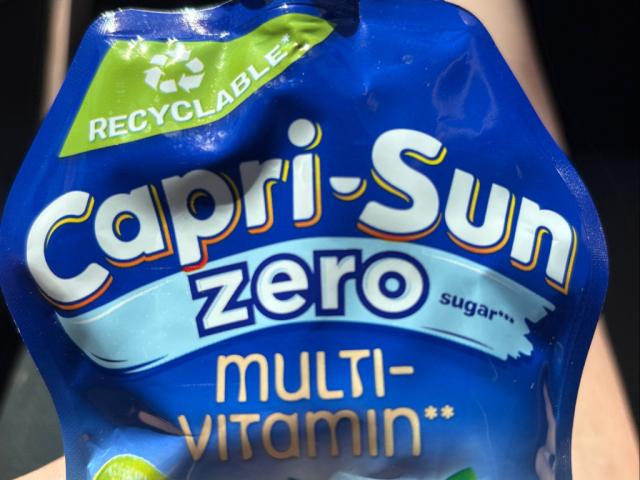 RECYCLABLE*
Capri-Sun
zero
sugar***
MULTI-
VITAMIN**